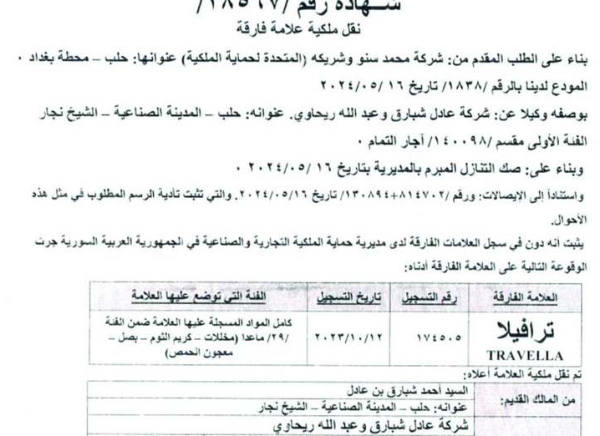 شـــهادة رقم /١٨٥٦٧/
نقل ملكية علامة فارقة
بناء على الطلب المقدم من: شركة محمد سنو وشريكه (المتحدة لحماية الملكية) عنوانها: حلب – محطة بغداد ٠
المودع لدينا بالرقم /١٨٣٨/ تاريخ ١٦ /٠٥/ ٢٠٢٤
بوصفه وكيلا عن: شركة عادل شبارق وعبد الله ريحاوي. عنوانه: حلب – المدينة الصناعية – الشيخ نجار
الفئة الأولى مقسم /١٤٠٠٩٨/ آجار التمام ٠
وبناء على: صك التنازل المبرم بالمديرية بتاريخ ١٦ /٠٥/ ٢٠٢٤ ٠
واستناداً إلى الإيصالات: ورقم /٨١٤٧٠٢+١٣٠٨٩٤/ تاريخ ٢٠٢٤/٠٥/١٦. والتي تثبت تأدية الرسم المطلوب في مثل هذه
الأحوال.
يثبت انه دون في سجل العلامات الفارقة لدى مديرية حماية الملكية التجارية والصناعية في الجمهورية العربية السورية جرت
الوقوعة التالية على العلامة الفارقة أدناه:
العلامة الفارقة رقم التسجيل تاريخ التسجيل الفئة التي توضع عليها العلامة
ترافيلا TRAVELLA ١٧٤٥٠٥ ٢٠٢٣/١٠/١٢ كامل المواد المسجلة عليها العلامة ضمن الفئة
/٢٩/ ماعدا (مخللات – كريم الثوم – بصل –
معجون الحمص)
تم نقل ملكية العلامة أعلاه:
من المالك القديم: السيد أحمد شبارق بن عادل
عنوانه: حلب – المدينة الصناعية – الشيخ نجار
شركة عادل شبارق وعبد الله ريحاوي